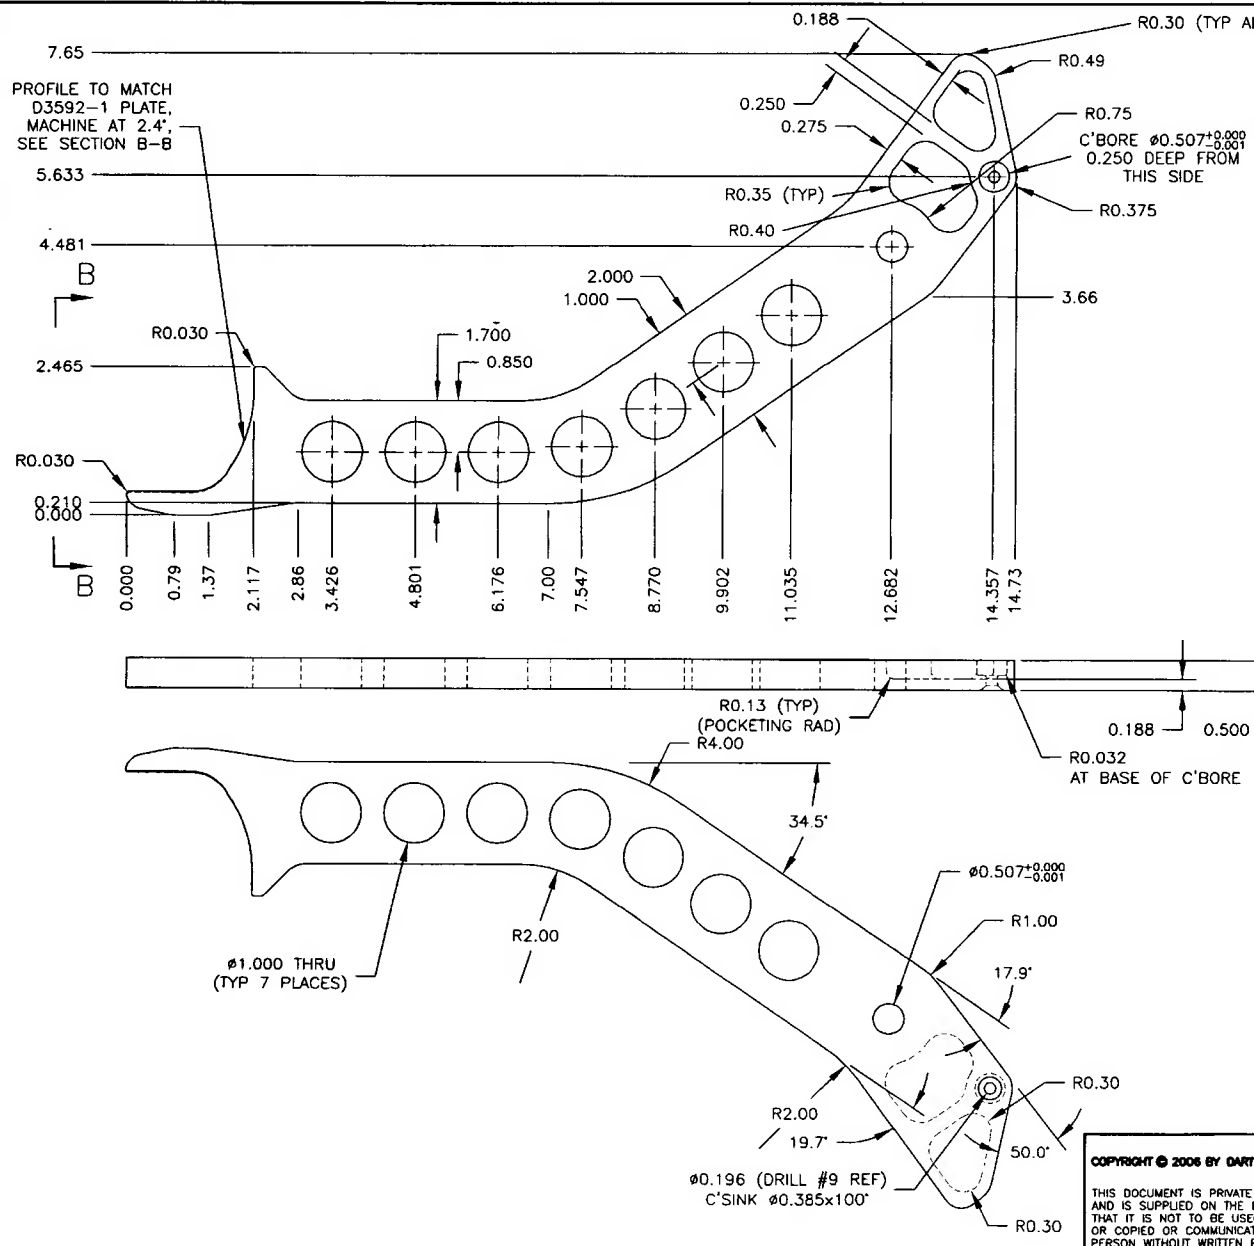 0.188
R0.30 (TYP
7.65
R0.49
PROFILE TO MATCH
D3592-1 PLATE,
MACHINE AT 2.4°,
SEE SECTION B-B
0.250
0.275
R0.75
C'BORE ø0.507+0.000
-0.001
0.250 DEEP FROM
THIS SIDE
5.633
R0.35 (TYP)
R0.375
R0.40
4.481
B
2.000
1.000
3.66
R0.030
1.700
0.850
2.465
R0.030
0.210
0.000
B
0.000
0.79
1.37
2.117
2.86
3.426
4.801
6.176
7.00
7.547
8.770
9.902
11.035
12.682
14.357
14.73
R0.13 (TYP)
(POCKETING RAD)
0.188
0.500
R4.00
R0.032
AT BASE OF C'BORE
34.5°
ø0.507+0.000
-0.001
R1.00
R2.00
17.9°
ø1.000 THRU
(TYP 7 PLACES)
R0.30
R2.00
19.7°
50.0°
ø0.196 (DRILL #9 REF)
C'SINK ø0.385x100°
R0.30
COPYRIGHT © 2006 BY DART
THIS DOCUMENT IS PRIVATE
AND IS SUPPLIED ON THE
THAT IT IS NOT TO BE USE
OR COPIED OR COMMUNICAT
PERSON WITHOUT WRITTEN